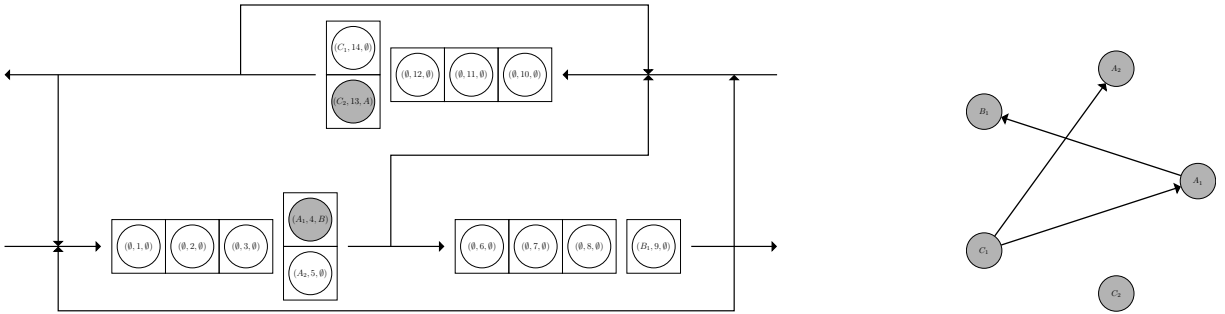 (C₁, 14, ∅)
(∅, 12, ∅) (∅, 11, ∅) (∅, 10, ∅)
(C₂, 13, A)
(A₁, 4, B)
(∅, 1, ∅) (∅, 2, ∅) (∅, 3, ∅)
(∅, 6, ∅) (∅, 7, ∅) (∅, 8, ∅) (B₁, 9, ∅)
(A₂, 5, ∅)
A₂
B₁
A₁
C₁
C₂